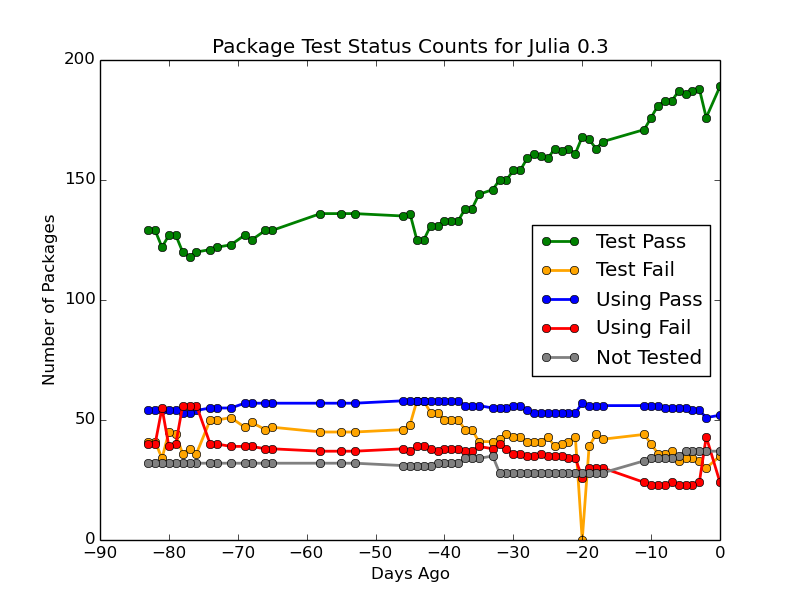 Package Test Status Counts for Julia 0.3
200
150
100
50
0
Number of Packages
Test Pass
Test Fail
Using Pass
Using Fail
Not Tested
−90 −80 −70 −60 −50 −40 −30 −20 −10 0
Days Ago